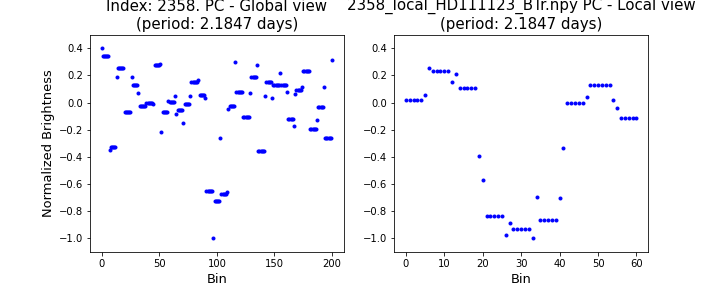 Index: 2358. PC - Global view
(period: 2.1847 days)
2358_local_HD111123_BTr.npy PC - Local view
(period: 2.1847 days)
Normalized Brightness
0.4
0.2
0.0
−0.2
−0.4
−0.6
−0.8
−1.0
0 50 100 150 200
Bin
0.4
0.2
0.0
−0.2
−0.4
−0.6
−0.8
−1.0
0 10 20 30 40 50 60
Bin